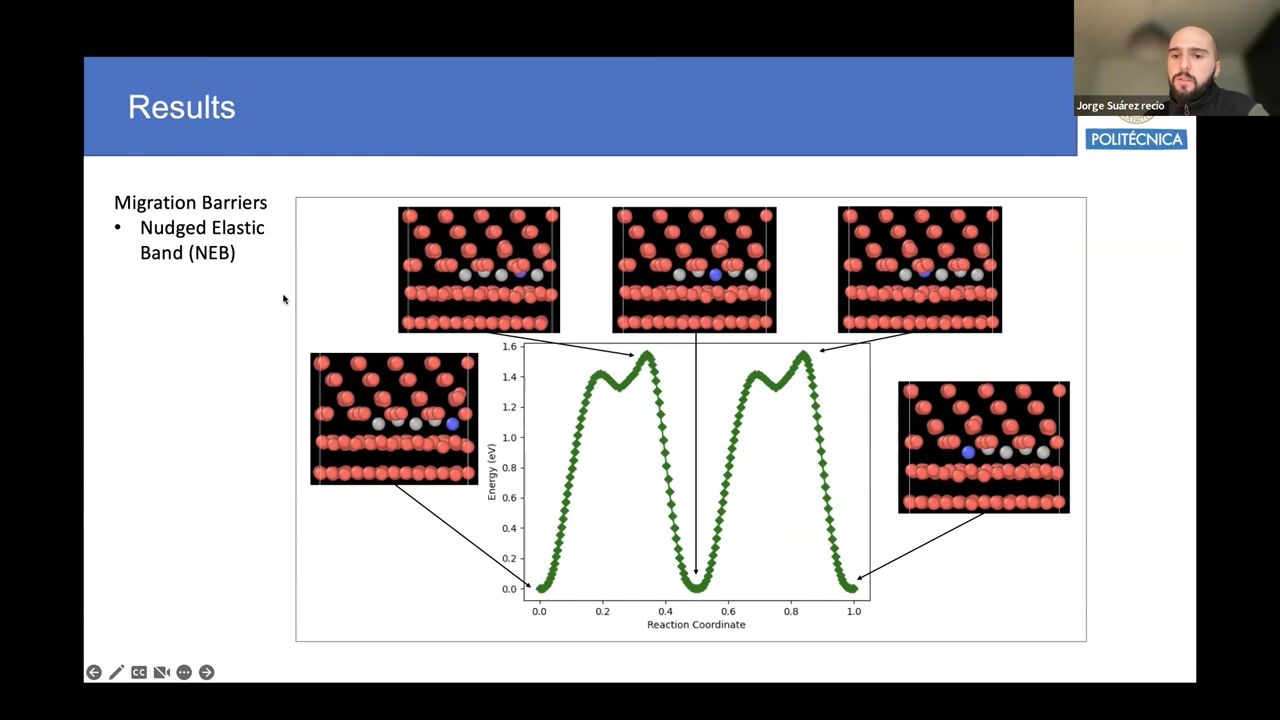 Results
Jorge Suárez recio
POLITÉCNICA
Migration Barriers
• Nudged Elastic
Band (NEB)
1.6
1.4
1.2
1.0
0.8
0.6
0.4
0.2
0.0
Energy (eV)
0.0 0.2 0.4 0.6 0.8 1.0
Reaction Coordinate
CC